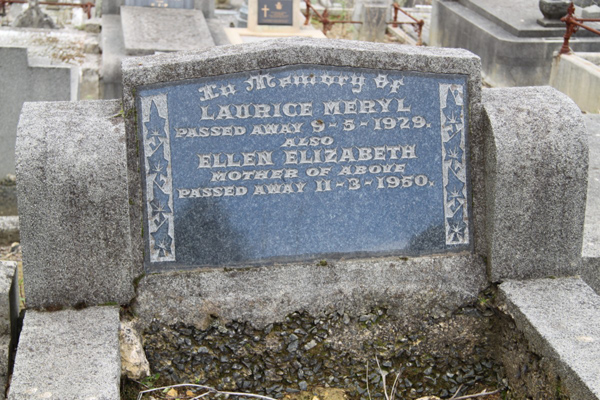 In Memory of
LAURICE MERYL
PASSED AWAY 9-5-1929.
ALSO
ELLEN ELIZABETH
MOTHER OF ABOVE
PASSED AWAY 11-3-1950.